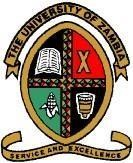 THE UNIVERSITY OF ZAMBIA
SERVICE AND EXCELLENCE